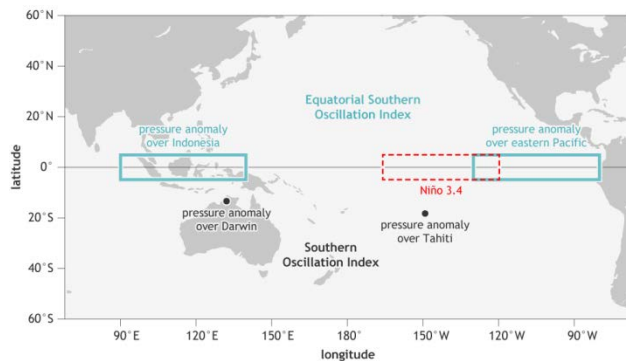 60°N
40°N
20°N
0°
20°S
40°S
60°S
latitude
Equatorial Southern
Oscillation Index
pressure anomaly
over Indonesia
pressure anomaly
over eastern Pacific
Niño 3.4
pressure anomaly
over Darwin
pressure anomaly
over Tahiti
Southern
Oscillation Index
90°E
120°E
150°E
180°
-150°W
-120°W
-90°W
longitude